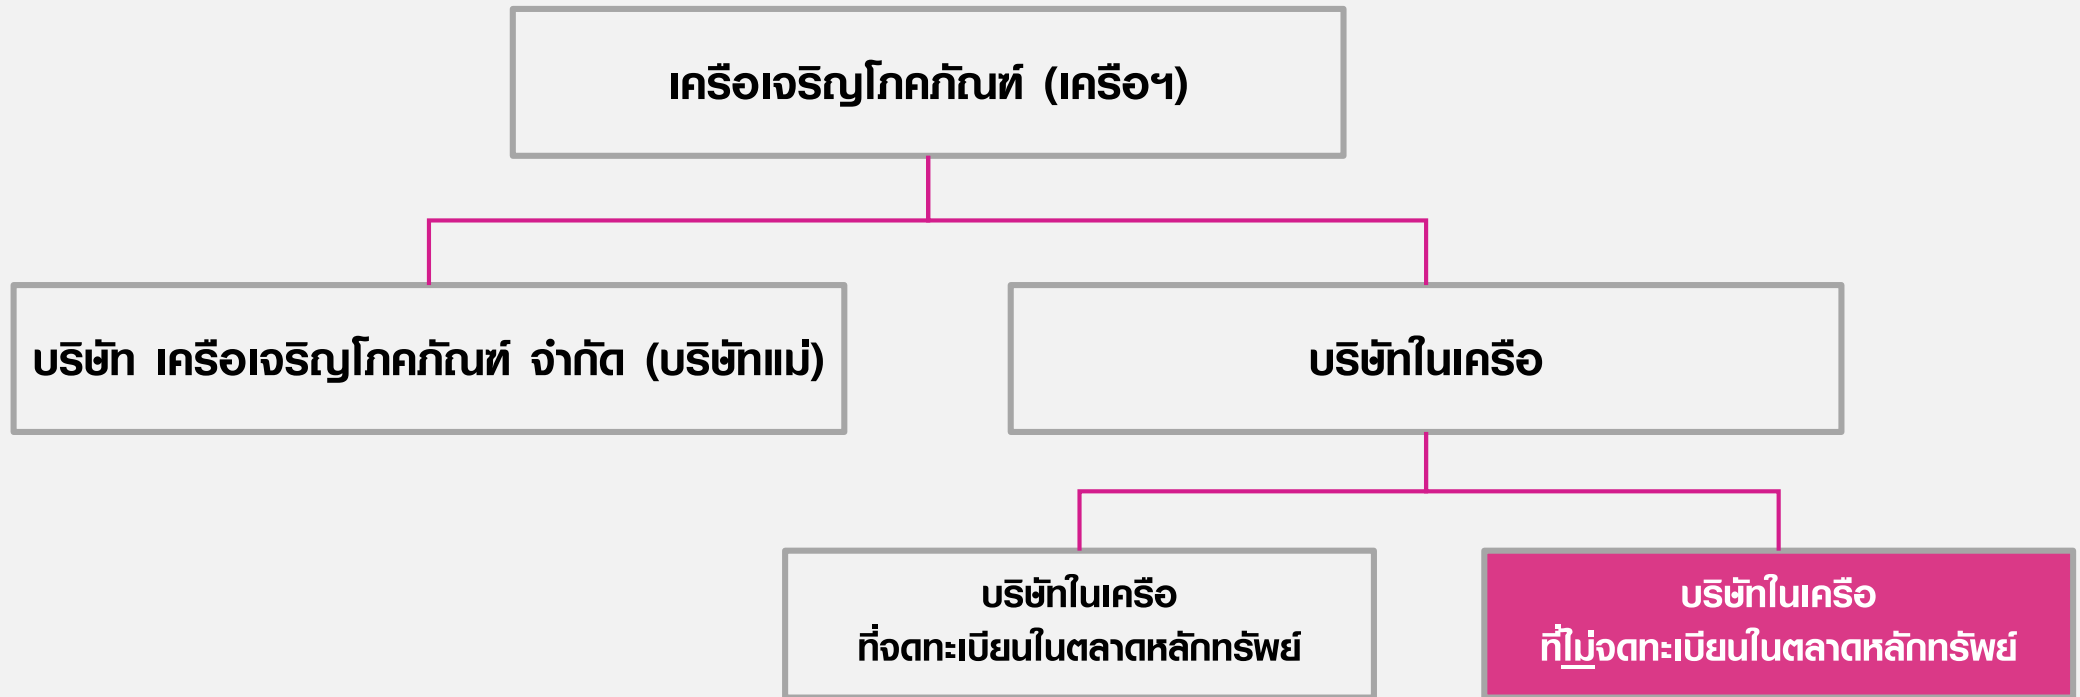 เครือเจริญโภคภัณฑ์ (เครือฯ)
บริษัท เครือเจริญโภคภัณฑ์ จำกัด (บริษัทแม่)
บริษัทในเครือ
บริษัทในเครือ
ที่จดทะเบียนในตลาดหลักทรัพย์
บริษัทในเครือ
ที่ไม่จดทะเบียนในตลาดหลักทรัพย์